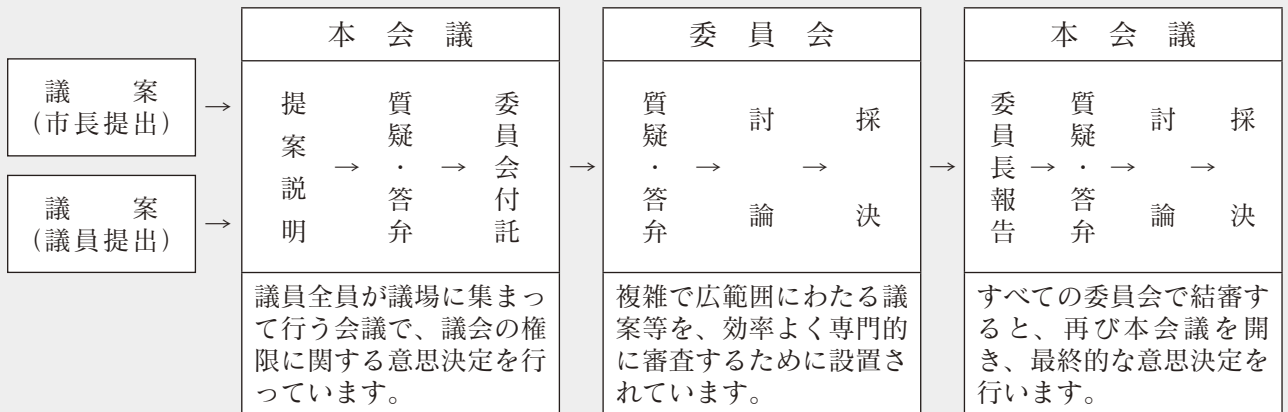 議案
(市長提出)
→
議案
(議員提出)
→
本会議
提案説明
→
質疑・答弁
→
委員会付託
議員全員が議場に集まっ
て行う会議で、議会の権
限に関する意思決定を行
っています。
→
委員会
質疑・答弁
→
討論
→
採決
複雑で広範囲にわたる議
案等を、効率よく専門的
に審査するために設置さ
れています。
→
本会議
委員長報告
→
質疑・答弁
→
討論
→
採決
すべての委員会で結審す
ると、再び本会議を開
き、最終的な意思決定を
行います。